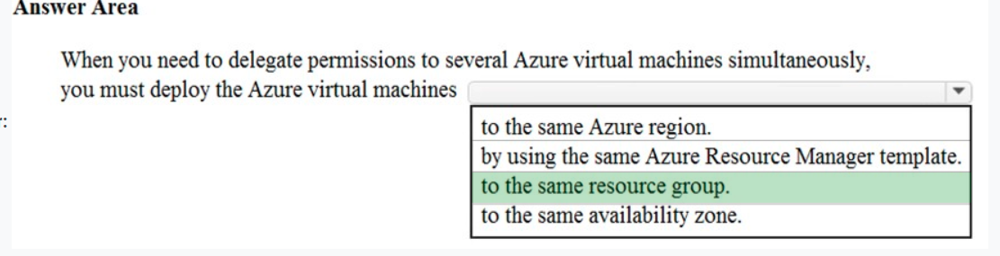 Answer Area
When you need to delegate permissions to several Azure virtual machines simultaneously,
you must deploy the Azure virtual machines
to the same Azure region.
by using the same Azure Resource Manager template.
to the same resource group.
to the same availability zone.